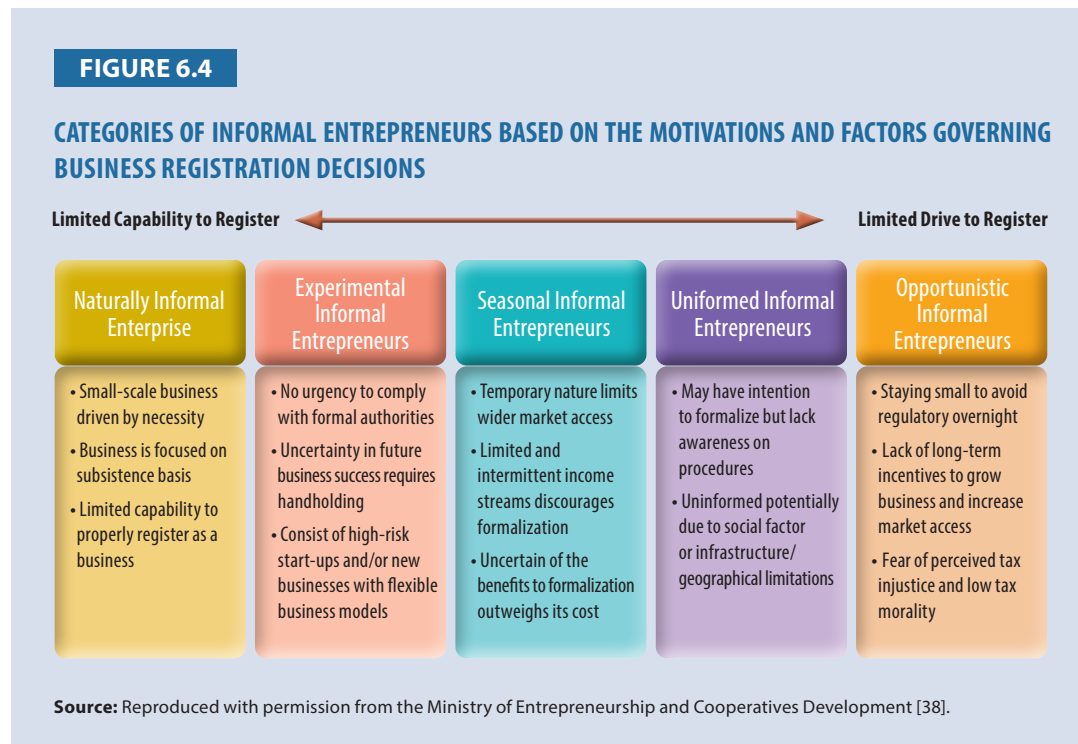 FIGURE 6.4
CATEGORIES OF INFORMAL ENTREPRENEURS BASED ON THE MOTIVATIONS AND FACTORS GOVERNING
BUSINESS REGISTRATION DECISIONS
Limited Capability to Register
Limited Drive to Register
Naturally Informal
Enterprise
• Small-scale business
driven by necessity
• Business is focused on
subsistence basis
• Limited capability to
properly register as a
business
Experimental
Informal
Entrepreneurs
• No urgency to comply
with formal authorities
• Uncertainty in future
business success requires
handholding
• Consist of high-risk
start-ups and/or new
businesses with flexible
business models
Seasonal Informal
Entrepreneurs
• Temporary nature limits
wider market access
• Limited and
intermittent income
streams discourages
formalization
• Uncertain of the
benefits to formalization
outweighs its cost
Uniformed Informal
Entrepreneurs
• May have intention
to formalize but lack
awareness on
procedures
• Uninformed potentially
due to social factor
or infrastructure/
geographical limitations
Opportunistic
Informal
Entrepreneurs
• Staying small to avoid
regulatory overnight
• Lack of long-term
incentives to grow
business and increase
market access
• Fear of perceived tax
injustice and low tax
morality
Source: Reproduced with permission from the Ministry of Entrepreneurship and Cooperatives Development [38].